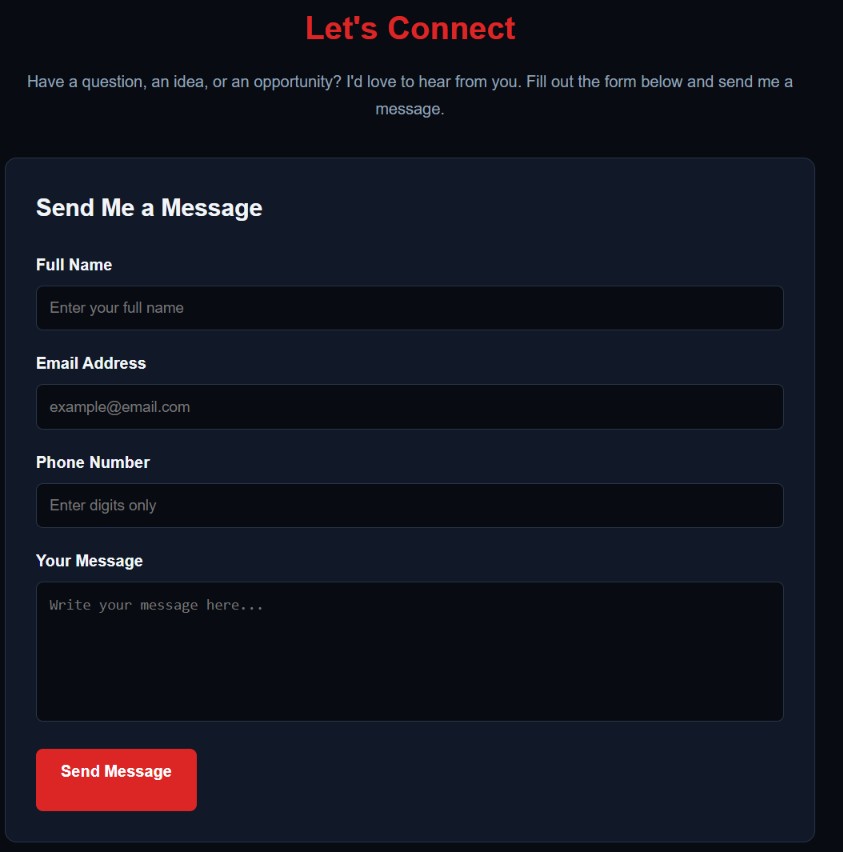 Let's Connect
Have a question, an idea, or an opportunity? I'd love to hear from you. Fill out the form below and send me a
message.
Send Me a Message
Full Name
Enter your full name
Email Address
example@email.com
Phone Number
Enter digits only
Your Message
Write your message here...
Send Message